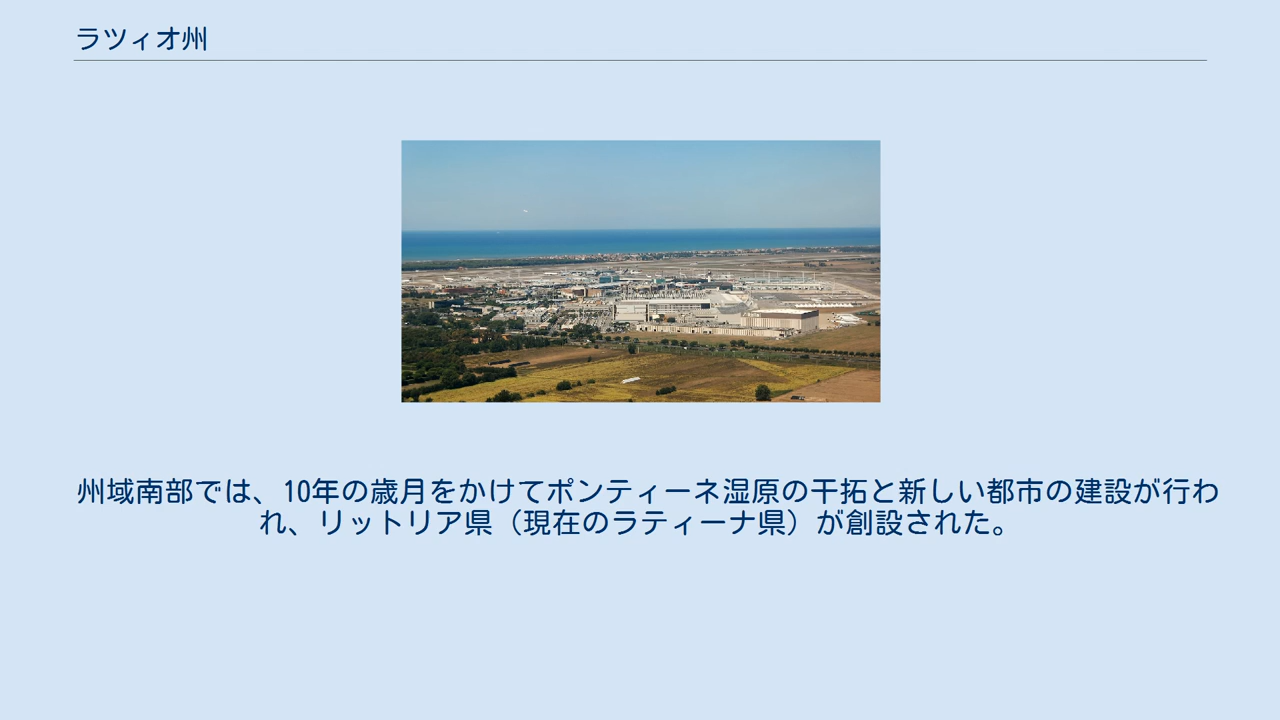 ラツィオ州
州域南部では、10年の歳月をかけてポンティーネ湿原の干拓と新しい都市の建設が行わ
れ、リットリア県（現在のラティーナ県）が創設された。